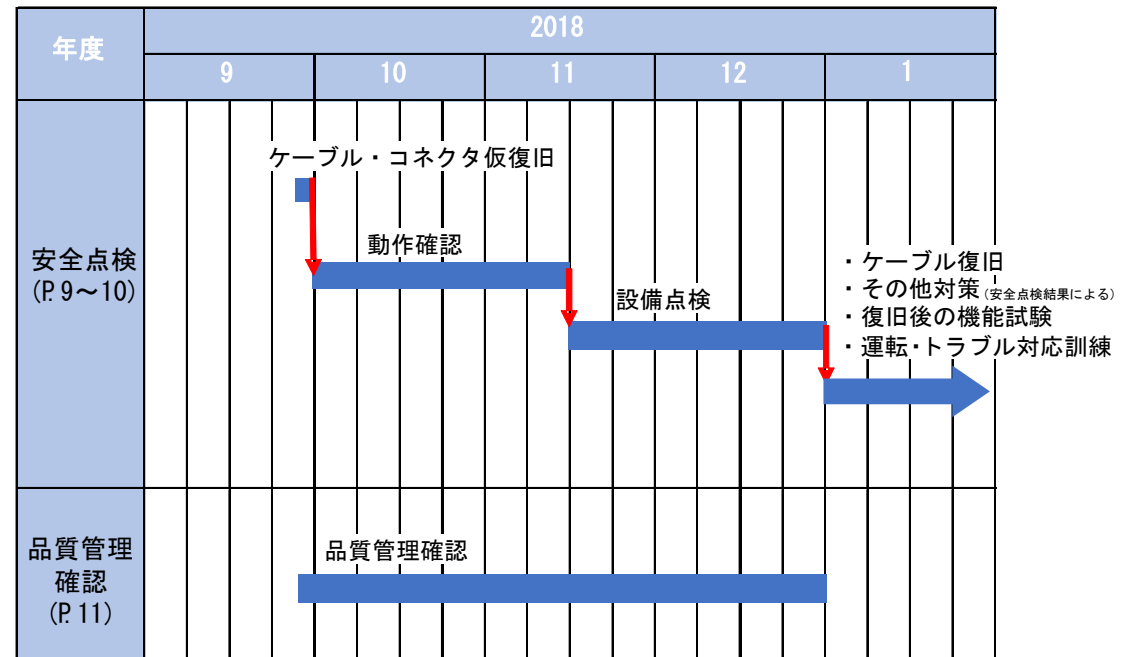 年度
2018
9 10 11 12 1
ケーブル・コネクタ仮復旧
動作確認
設備点検
安全点検
(P.9～10)
・ケーブル復旧
・その他対策(安全点検結果による)
・復旧後の機能試験
・運転・トラブル対応訓練
品質管理
確認
(P.11)
品質管理確認